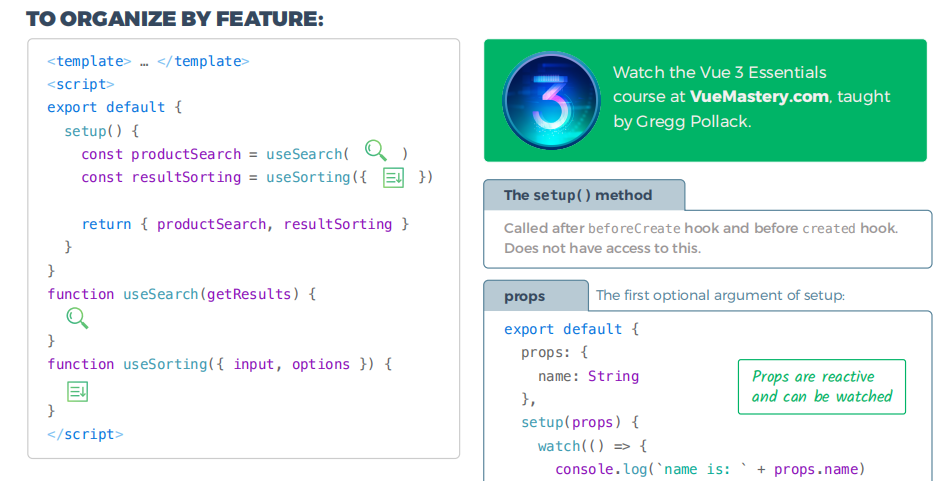 TO ORGANIZE BY FEATURE:
<template> … </template>
<script>
export default {
setup() {
const productSearch = useSearch( )
const resultSorting = useSorting({ })
return { productSearch, resultSorting }
}
}
function useSearch(getResults) {
}
function useSorting({ input, options }) {
}
</script>
3
Watch the Vue 3 Essentials
course at VueMastery.com, taught
by Gregg Pollack.
The setup() method
Called after beforeCreate hook and before created hook.
Does not have access to this.
props
The first optional argument of setup:
export default {
props: {
name: String
},
setup(props) {
watch(() => {
console.log(`name is: ` + props.name)
Props are reactive
and can be watched